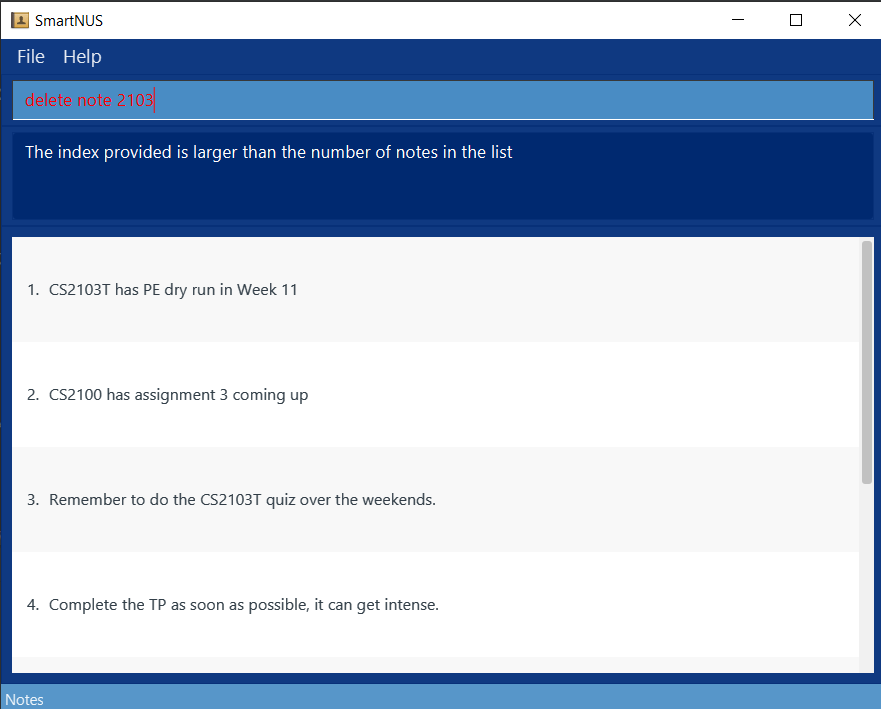 SmartNUS
File Help
delete note 2103
The index provided is larger than the number of notes in the list
1. CS2103T has PE dry run in Week 11
2. CS2100 has assignment 3 coming up
3. Remember to do the CS2103T quiz over the weekends.
4. Complete the TP as soon as possible, it can get intense.
Notes